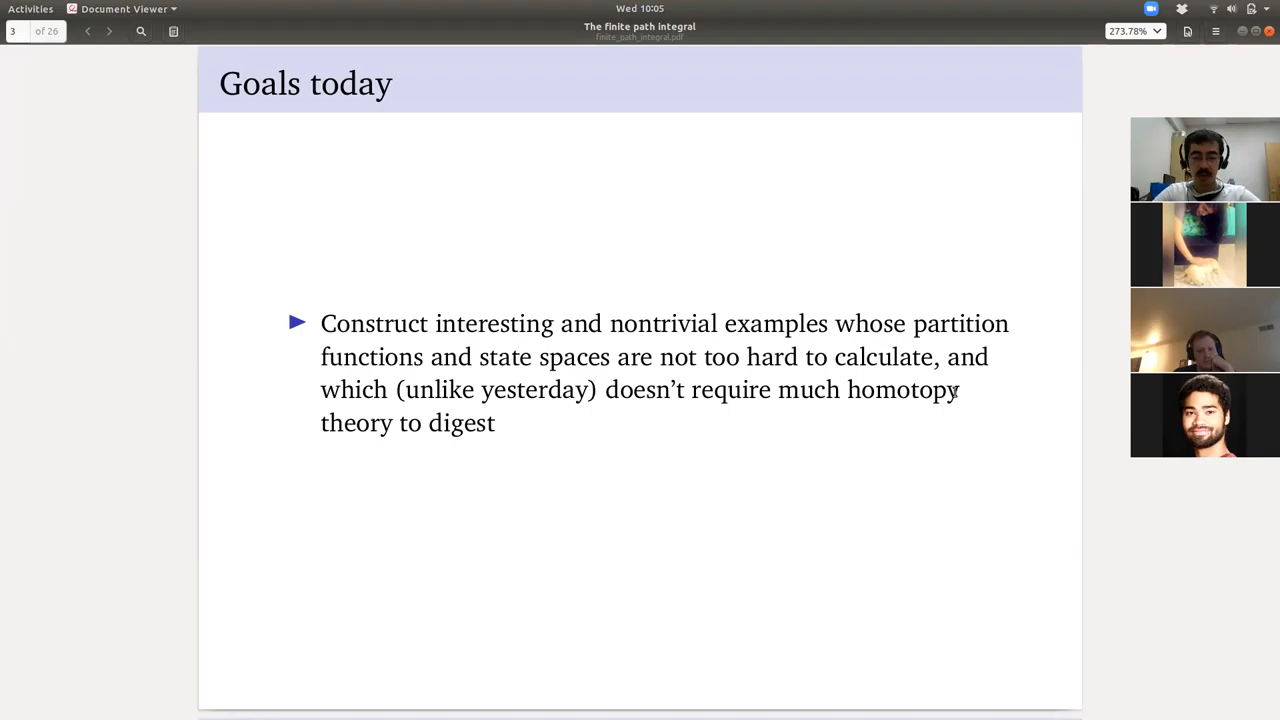 Activities Document Viewer Wed 10:05
3 of 26 The finite path integral 273.78%
finite_path_integral.pdf
Goals today
Construct interesting and nontrivial examples whose partition
functions and state spaces are not too hard to calculate, and
which (unlike yesterday) doesn’t require much homotopy
theory to digest